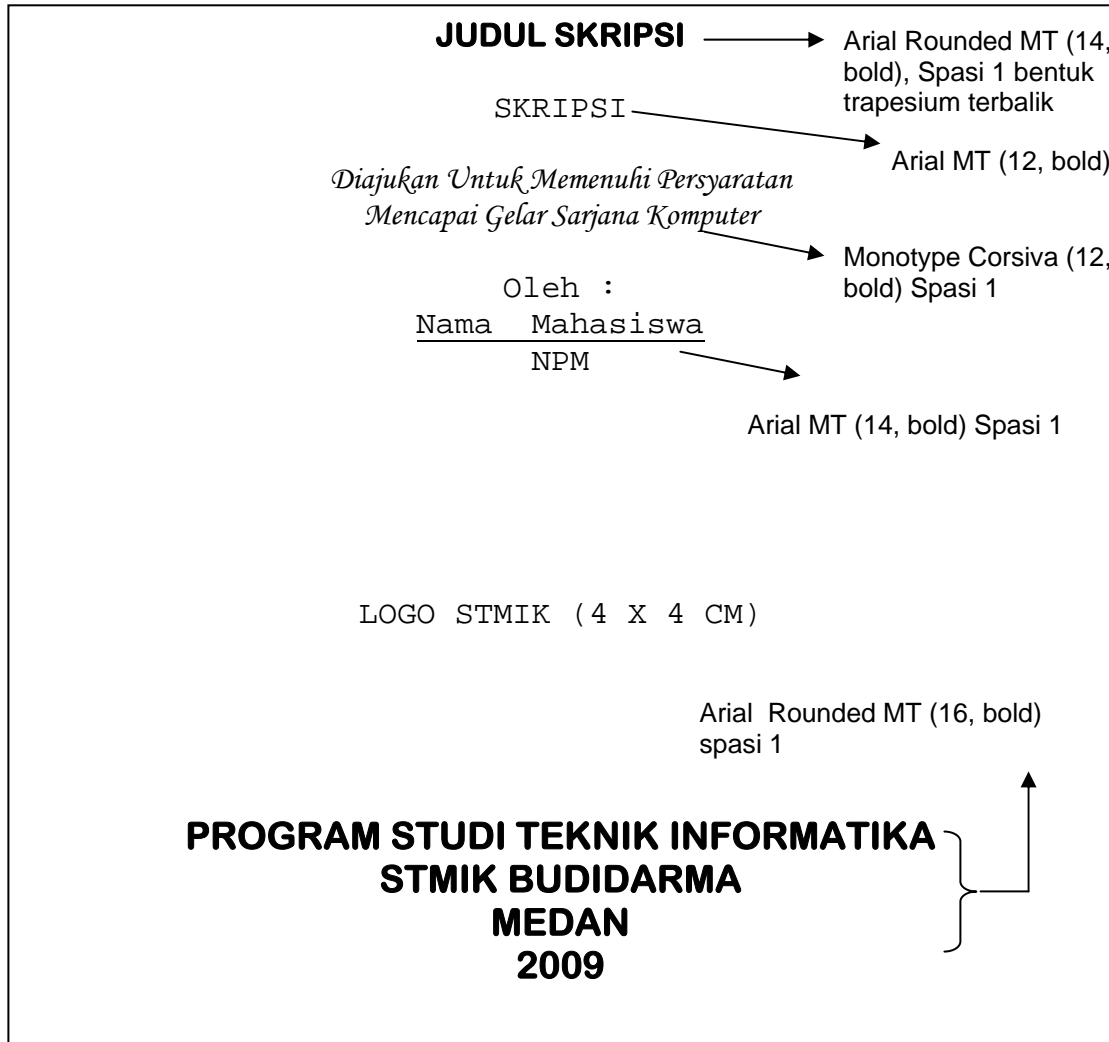 JUDUL SKRIPSI
Arial Rounded MT (14,
bold), Spasi 1 bentuk
trapesium terbalik
SKRIPSI
Arial MT (12, bold)
Diajukan Untuk Memenuhi Persyaratan
Mencapai Gelar Sarjana Komputer
Monotype Corsiva (12,
bold) Spasi 1
Oleh :
Nama Mahasiswa
NPM
Arial MT (14, bold) Spasi 1
LOGO STMIK (4 X 4 CM)
Arial Rounded MT (16, bold)
spasi 1
PROGRAM STUDI TEKNIK INFORMATIKA
STMIK BUDIDARMA
MEDAN
2009